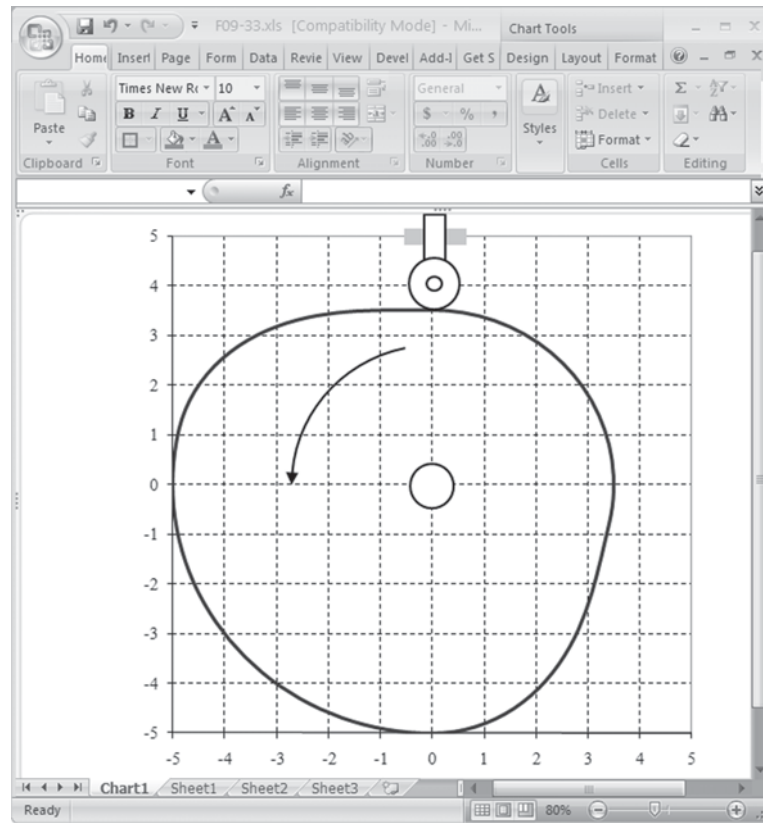 F09-33.xls [Compatibility Mode] - Mi... Chart Tools
Home Insert Page Form Data Revie View Devel Add-I Get S Design Layout Format
Times New Ro 10 General Insert
Paste B I U A A $ % , Styles Delete
Format
Clipboard Font Alignment Number Cells Editing
fx
5
4
3
2
1
0
-1
-2
-3
-4
-5
-5 -4 -3 -2 -1 0 1 2 3 4 5
Chart1 Sheet1 Sheet2 Sheet3
Ready 80%